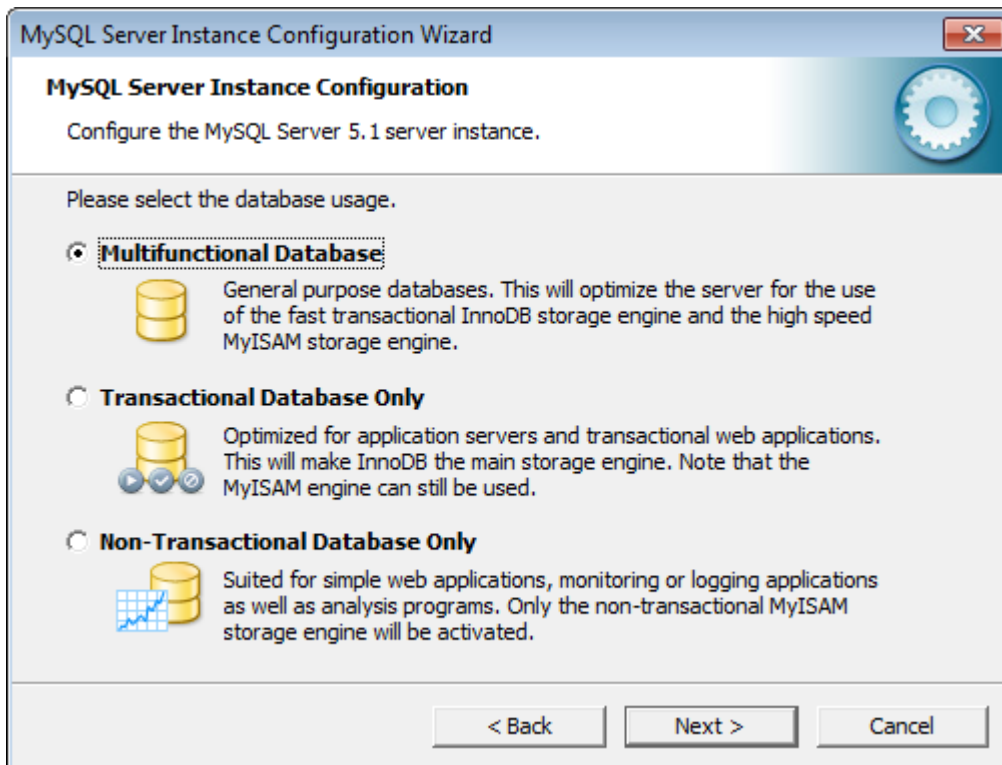 MySQL Server Instance Configuration Wizard
MySQL Server Instance Configuration
Configure the MySQL Server 5.1 server instance.
Please select the database usage.
Multifunctional Database
General purpose databases. This will optimize the server for the use
of the fast transactional InnoDB storage engine and the high speed
MyISAM storage engine.
Transactional Database Only
Optimized for application servers and transactional web applications.
This will make InnoDB the main storage engine. Note that the
MyISAM engine can still be used.
Non-Transactional Database Only
Suited for simple web applications, monitoring or logging applications
as well as analysis programs. Only the non-transactional MyISAM
storage engine will be activated.
< Back Next > Cancel